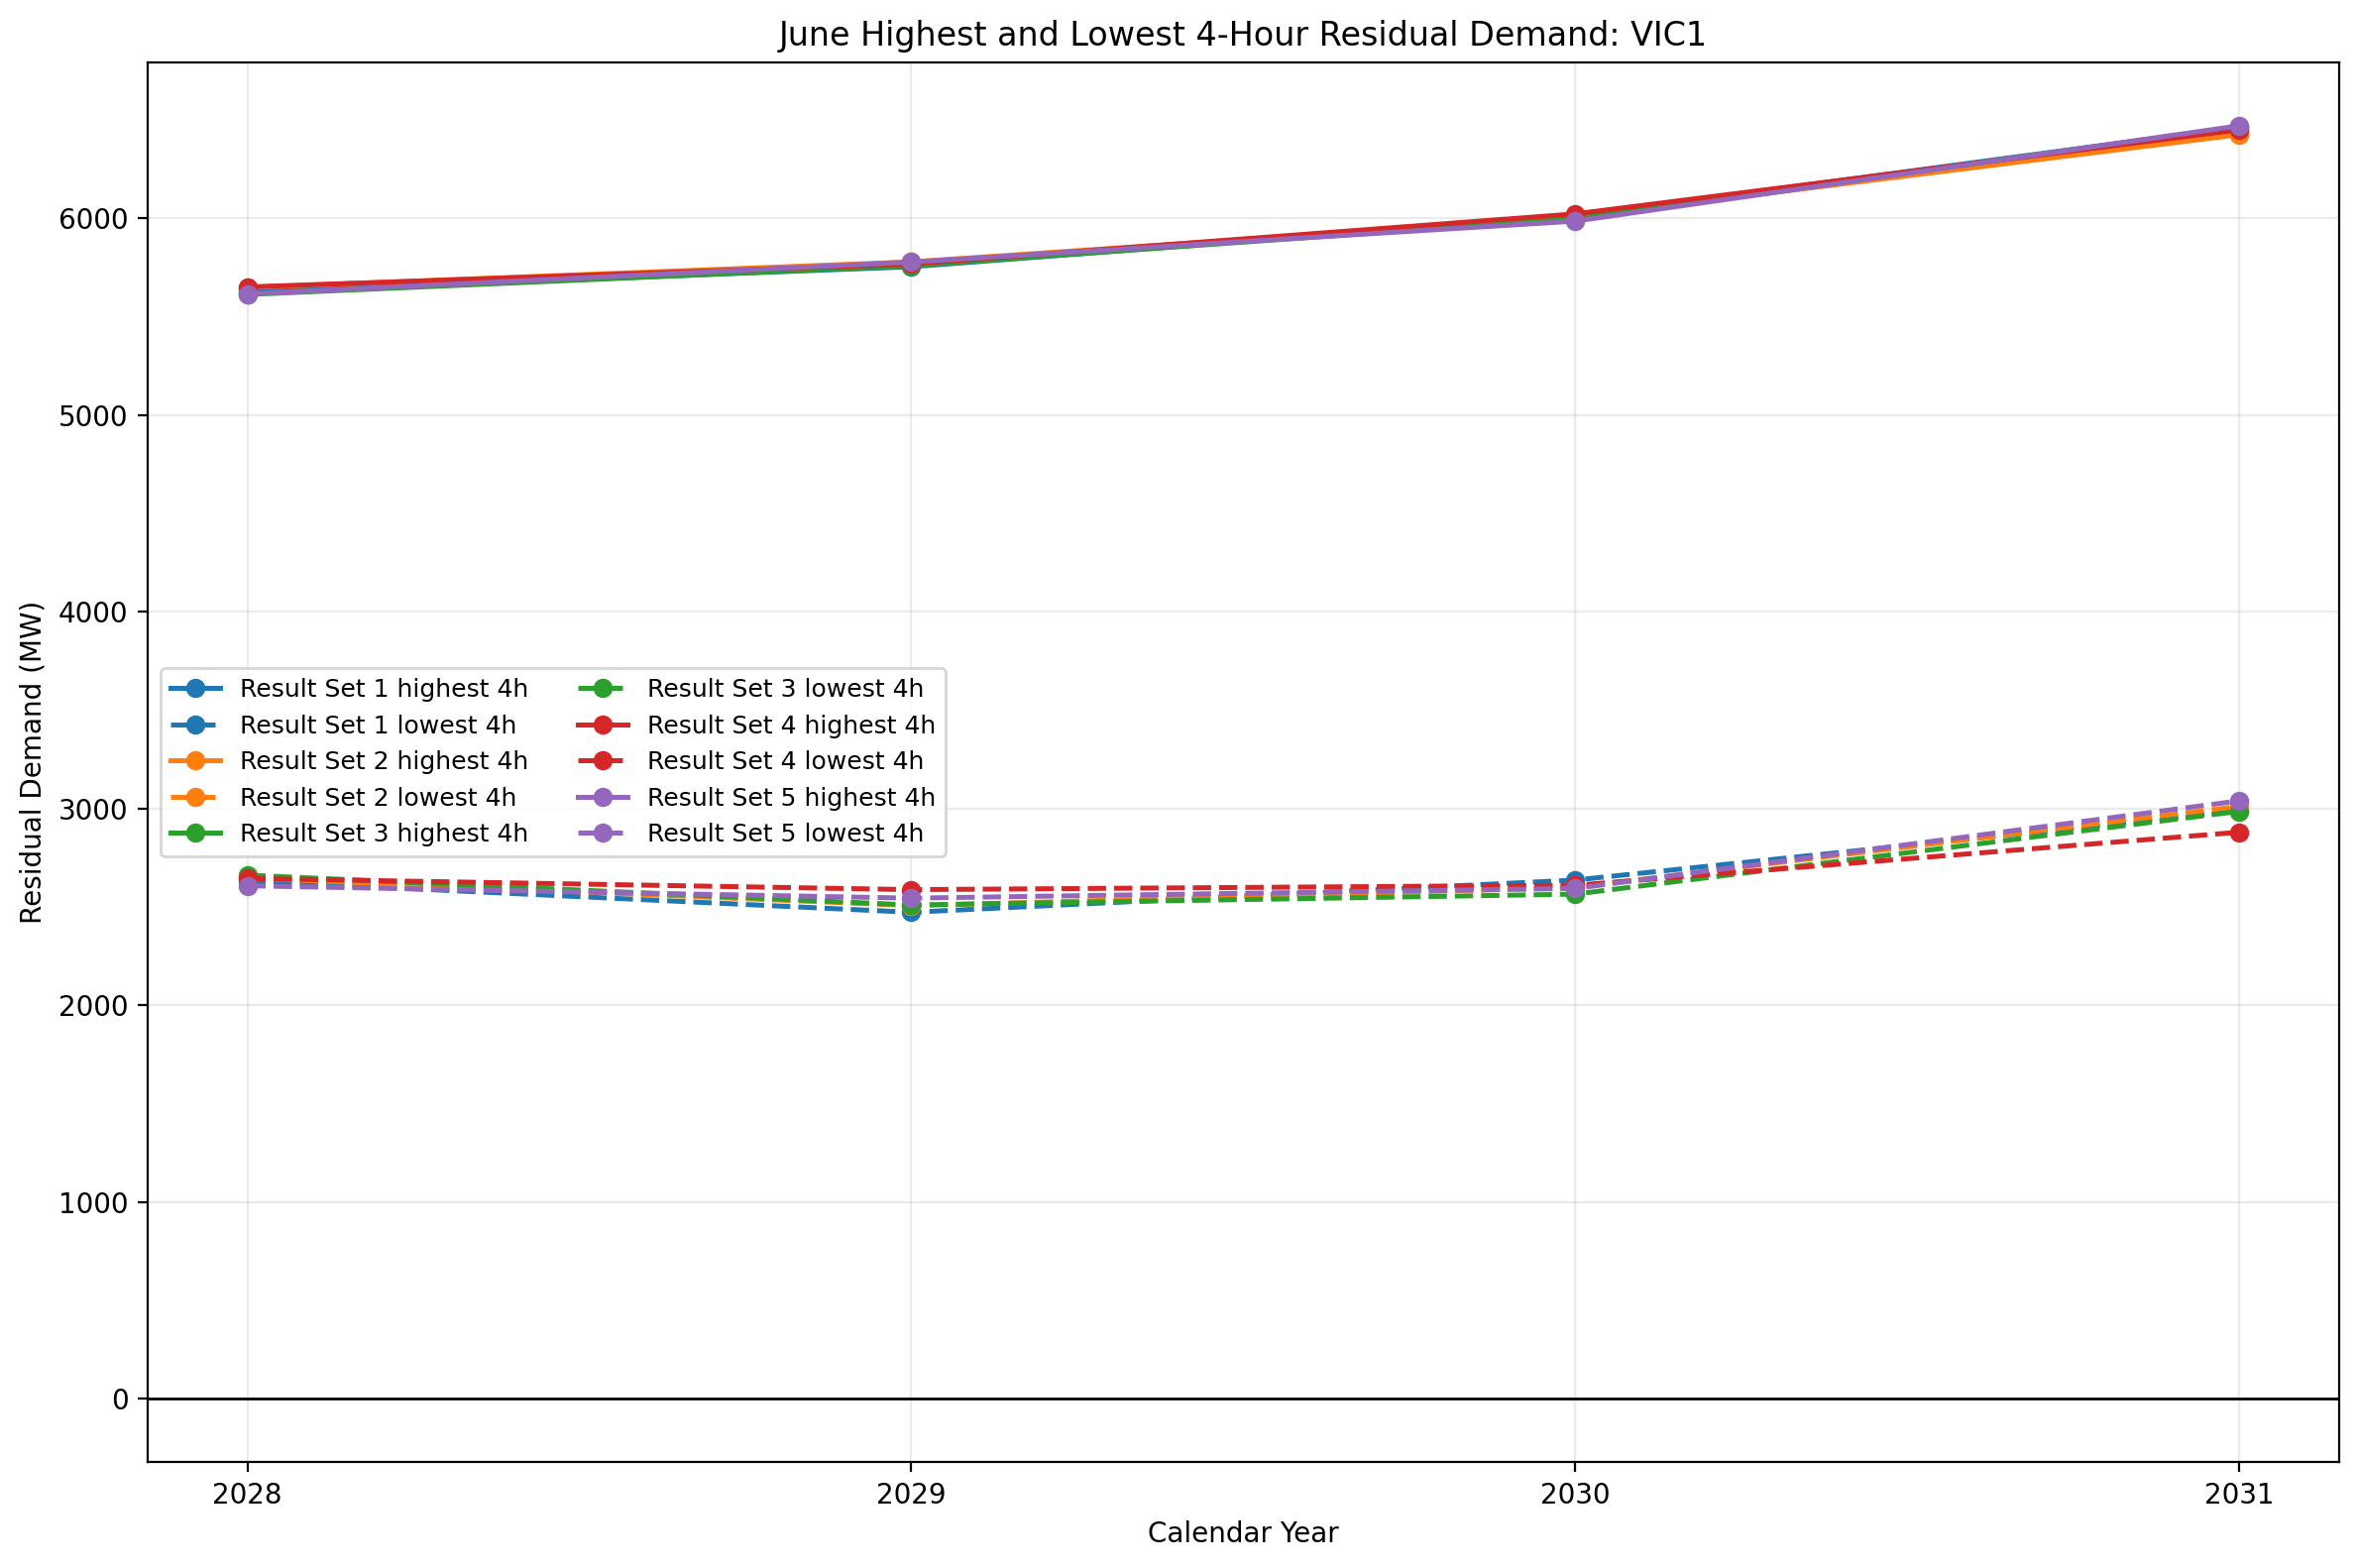 June Highest and Lowest 4-Hour Residual Demand: VIC1
Residual Demand (MW)
6000
5000
4000
3000
2000
1000
0
Result Set 1 highest 4h
Result Set 1 lowest 4h
Result Set 2 highest 4h
Result Set 2 lowest 4h
Result Set 3 highest 4h
Result Set 3 lowest 4h
Result Set 4 highest 4h
Result Set 4 lowest 4h
Result Set 5 highest 4h
Result Set 5 lowest 4h
2028
2029
2030
2031
Calendar Year